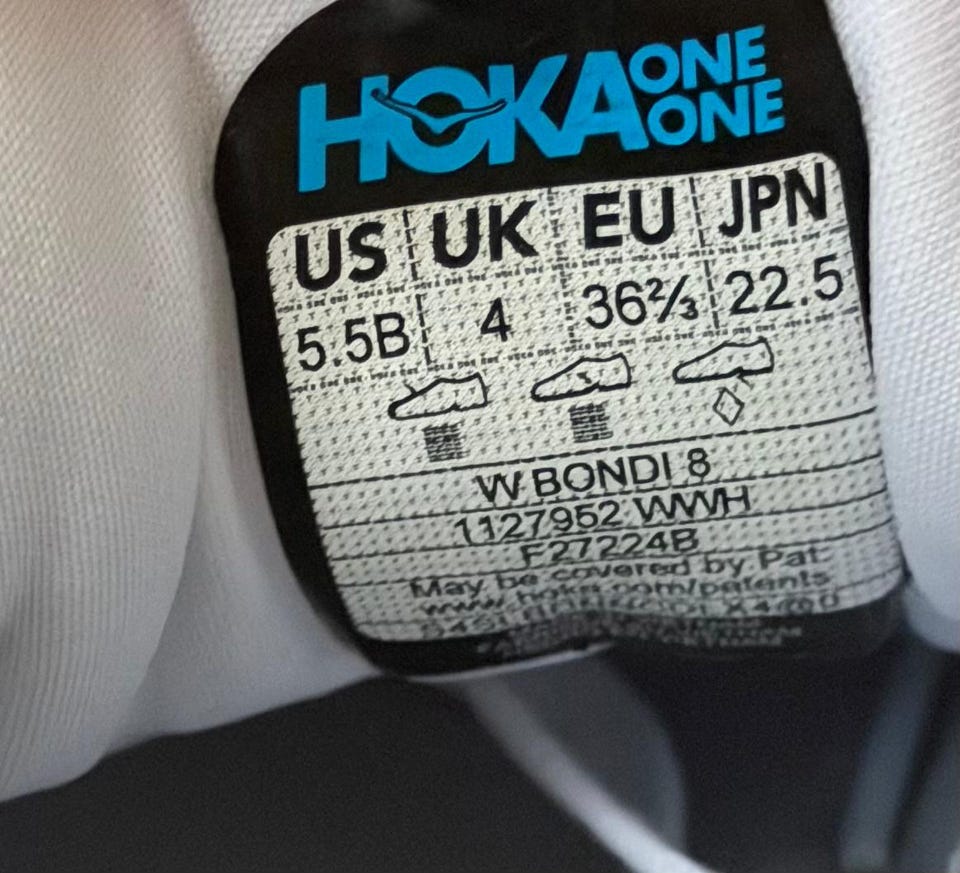 HOKA ONE ONE
US UK EU JPN
5.5B 4 36⅔ 22.5
W BONDI 8
1127952 WWH
F27224B
May be covered by Pat:
www.hoka.com/patents